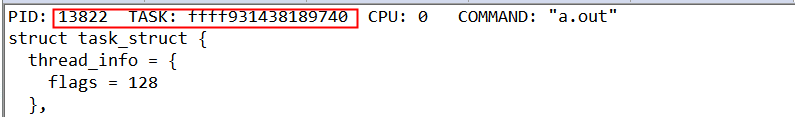 PID: 13822  TASK: ffff931438189740  CPU: 0   COMMAND: "a.out"
struct task_struct {
  thread_info = {
    flags = 128
  },